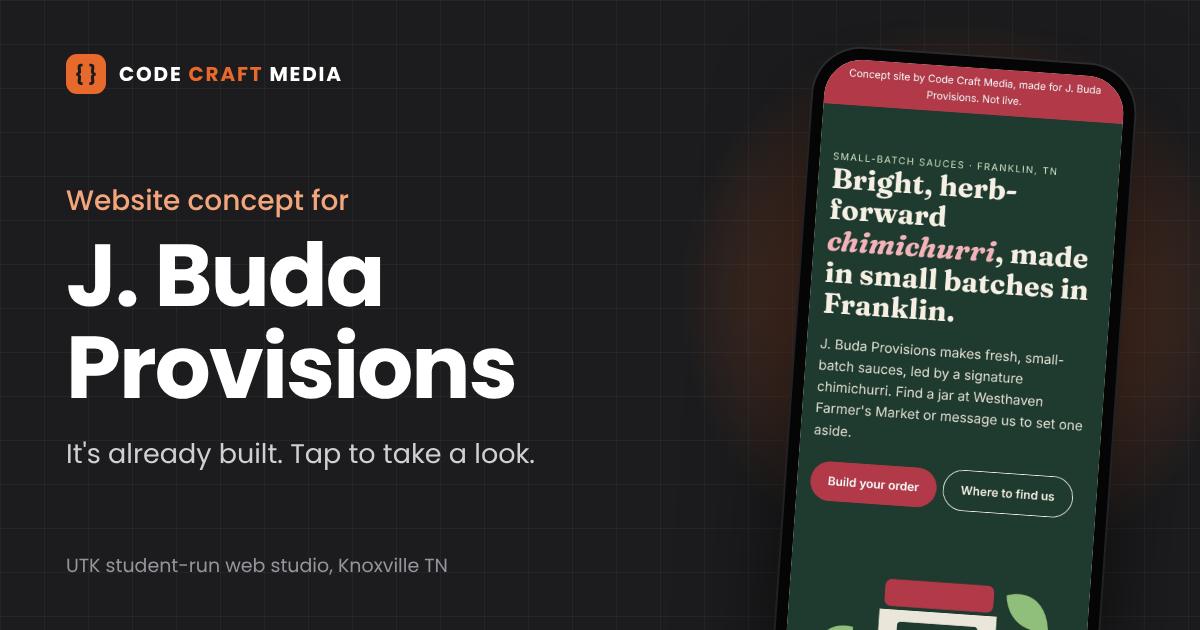 { } CODE CRAFT MEDIA
Website concept for
J. Buda
Provisions
It's already built. Tap to take a look.
UTK student-run web studio, Knoxville TN
Concept site by Code Craft Media, made for J. Buda
Provisions. Not live.
SMALL-BATCH SAUCES · FRANKLIN, TN
Bright, herb-
forward
chimichurri, made
in small batches in
Franklin.
J. Buda Provisions makes fresh, small-
batch sauces, led by a signature
chimichurri. Find a jar at Westhaven
Farmer's Market or message us to set one
aside.
Build your order
Where to find us